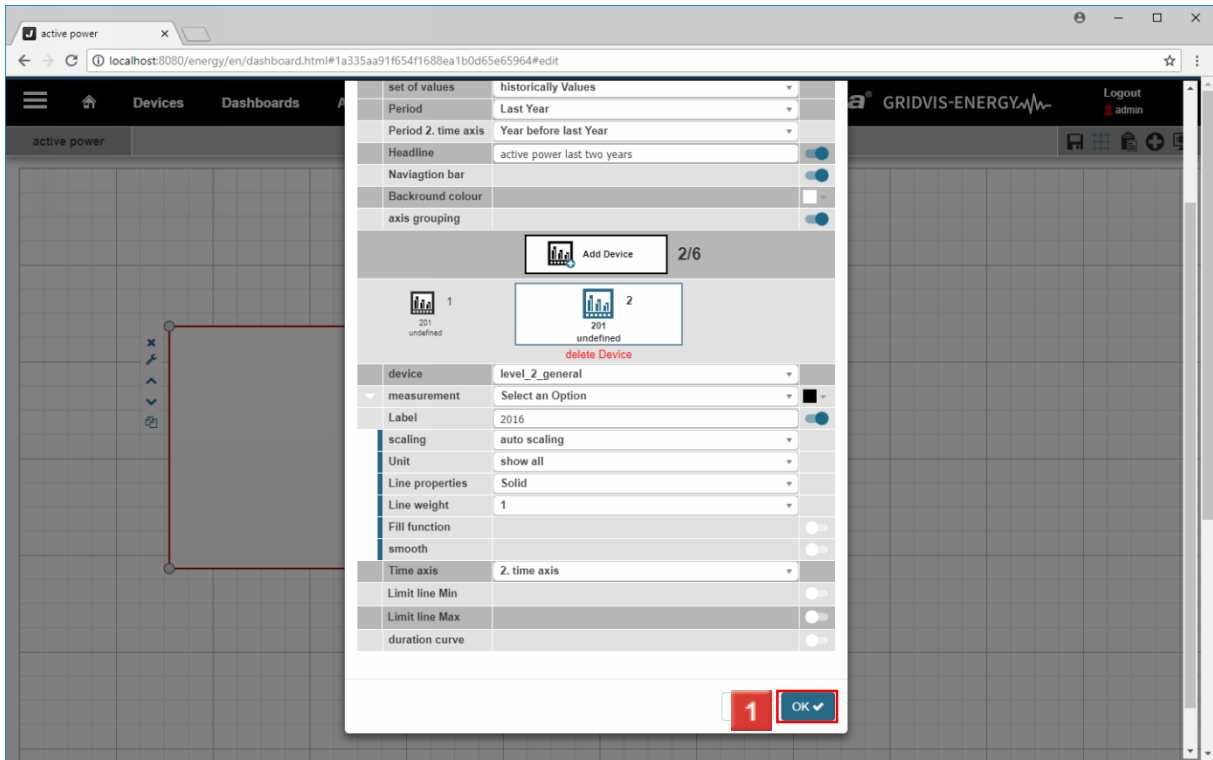 active power
localhost:8080/energy/en/dashboard.html#1a335aa91f654f1688ea1b0d65e65964#edit
Devices Dashboards A
a® GRIDVIS-ENERGY
Logout
admin
active power
set of values historically Values
Period Last Year
Period 2. time axis Year before last Year
Headline active power last two years
Naviagtion bar
Backround colour
axis grouping
Add Device 2/6
1
201
undefined
2
201
undefined
delete Device
device level_2_general
measurement Select an Option
Label 2016
scaling auto scaling
Unit show all
Line properties Solid
Line weight 1
Fill function
smooth
Time axis 2. time axis
Limit line Min
Limit line Max
duration curve
1 OK